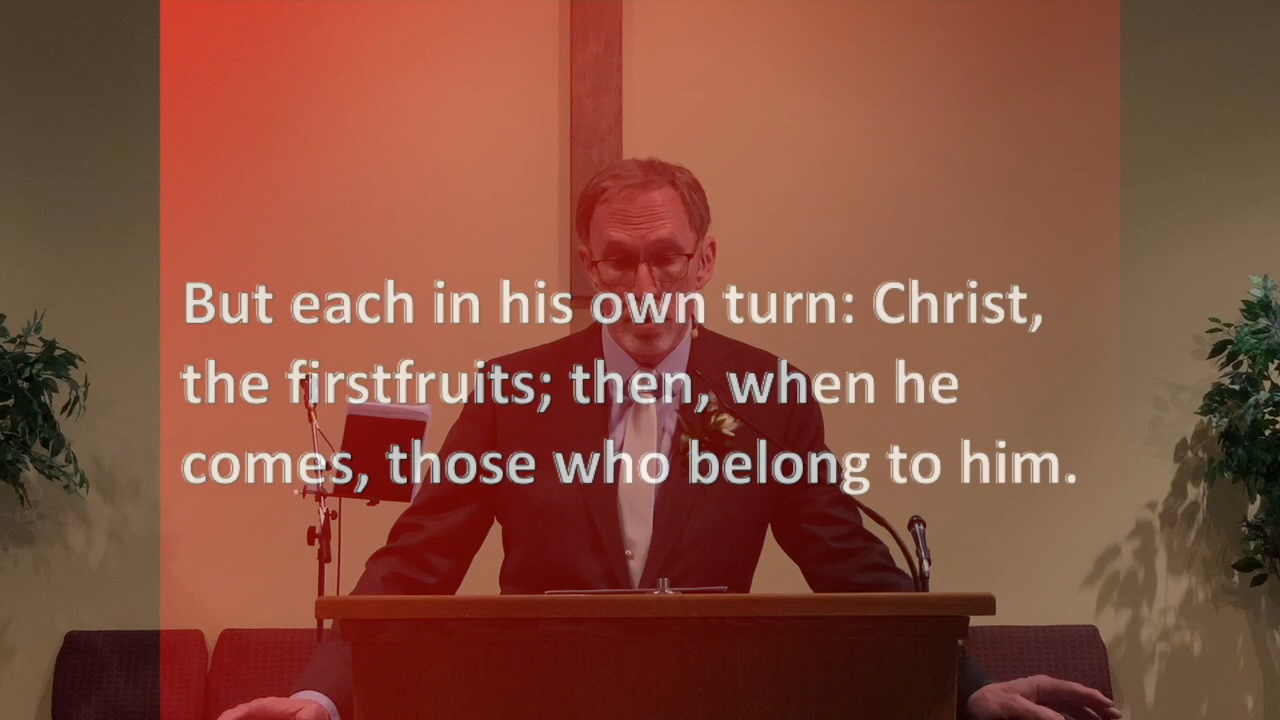 But each in his own turn: Christ,
the firstfruits; then, when he
comes, those who belong to him.